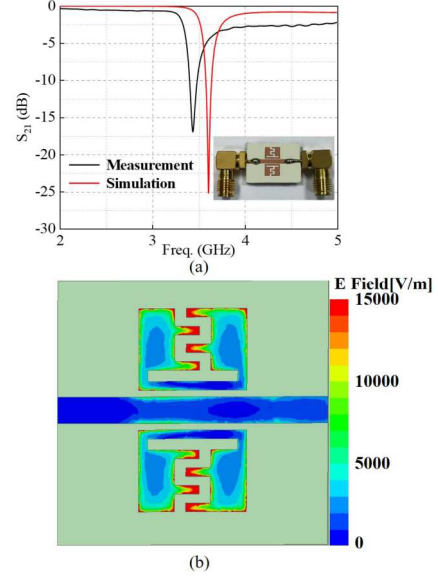 (a)
0
-5
-10
-15
-20
-25
-30
S21 (dB)
Measurement
Simulation
2
3
4
5
Freq. (GHz)
(a)
E Field[V/m]
15000
10000
5000
0
(b)